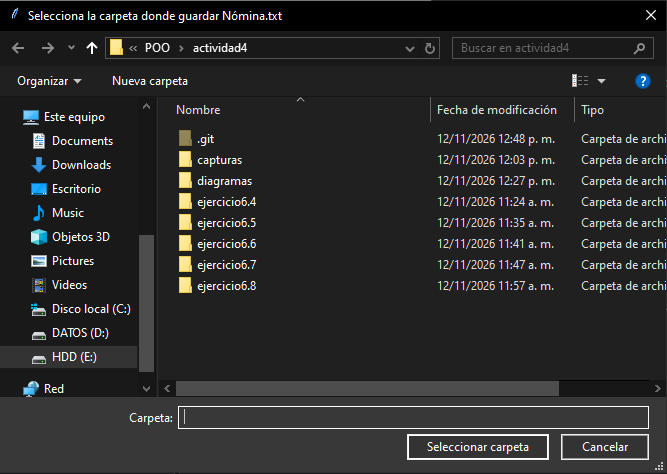 Selecciona la carpeta donde guardar Nómina.txt
« POO › actividad4
Buscar en actividad4
Organizar Nueva carpeta
Este equipo
Documents
Downloads
Escritorio
Music
Objetos 3D
Pictures
Videos
Disco local (C:)
DATOS (D:)
HDD (E:)
Red
Nombre Fecha de modificación Tipo
.git 12/11/2026 12:48 p. m. Carpeta de archi
capturas 12/11/2026 12:03 p. m. Carpeta de archi
diagramas 12/11/2026 12:27 p. m. Carpeta de archi
ejercicio6.4 12/11/2026 11:24 a. m. Carpeta de archi
ejercicio6.5 12/11/2026 11:35 a. m. Carpeta de archi
ejercicio6.6 12/11/2026 11:41 a. m. Carpeta de archi
ejercicio6.7 12/11/2026 11:47 a. m. Carpeta de archi
ejercicio6.8 12/11/2026 11:57 a. m. Carpeta de archi
Carpeta:
Seleccionar carpeta Cancelar